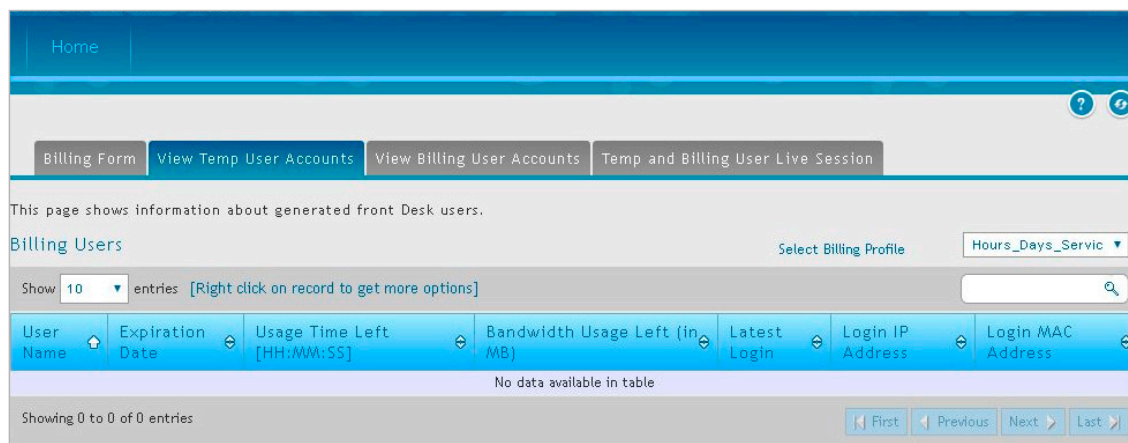 Home
?
Billing Form View Temp User Accounts View Billing User Accounts Temp and Billing User Live Session
This page shows information about generated front Desk users.
Billing Users Select Billing Profile Hours_Days_Servic
Show 10 entries [Right click on record to get more options]
User Name Expiration Date Usage Time Left [HH:MM:SS] Bandwidth Usage Left (in MB) Latest Login Login IP Address Login MAC Address
No data available in table
Showing 0 to 0 of 0 entries First Previous Next Last